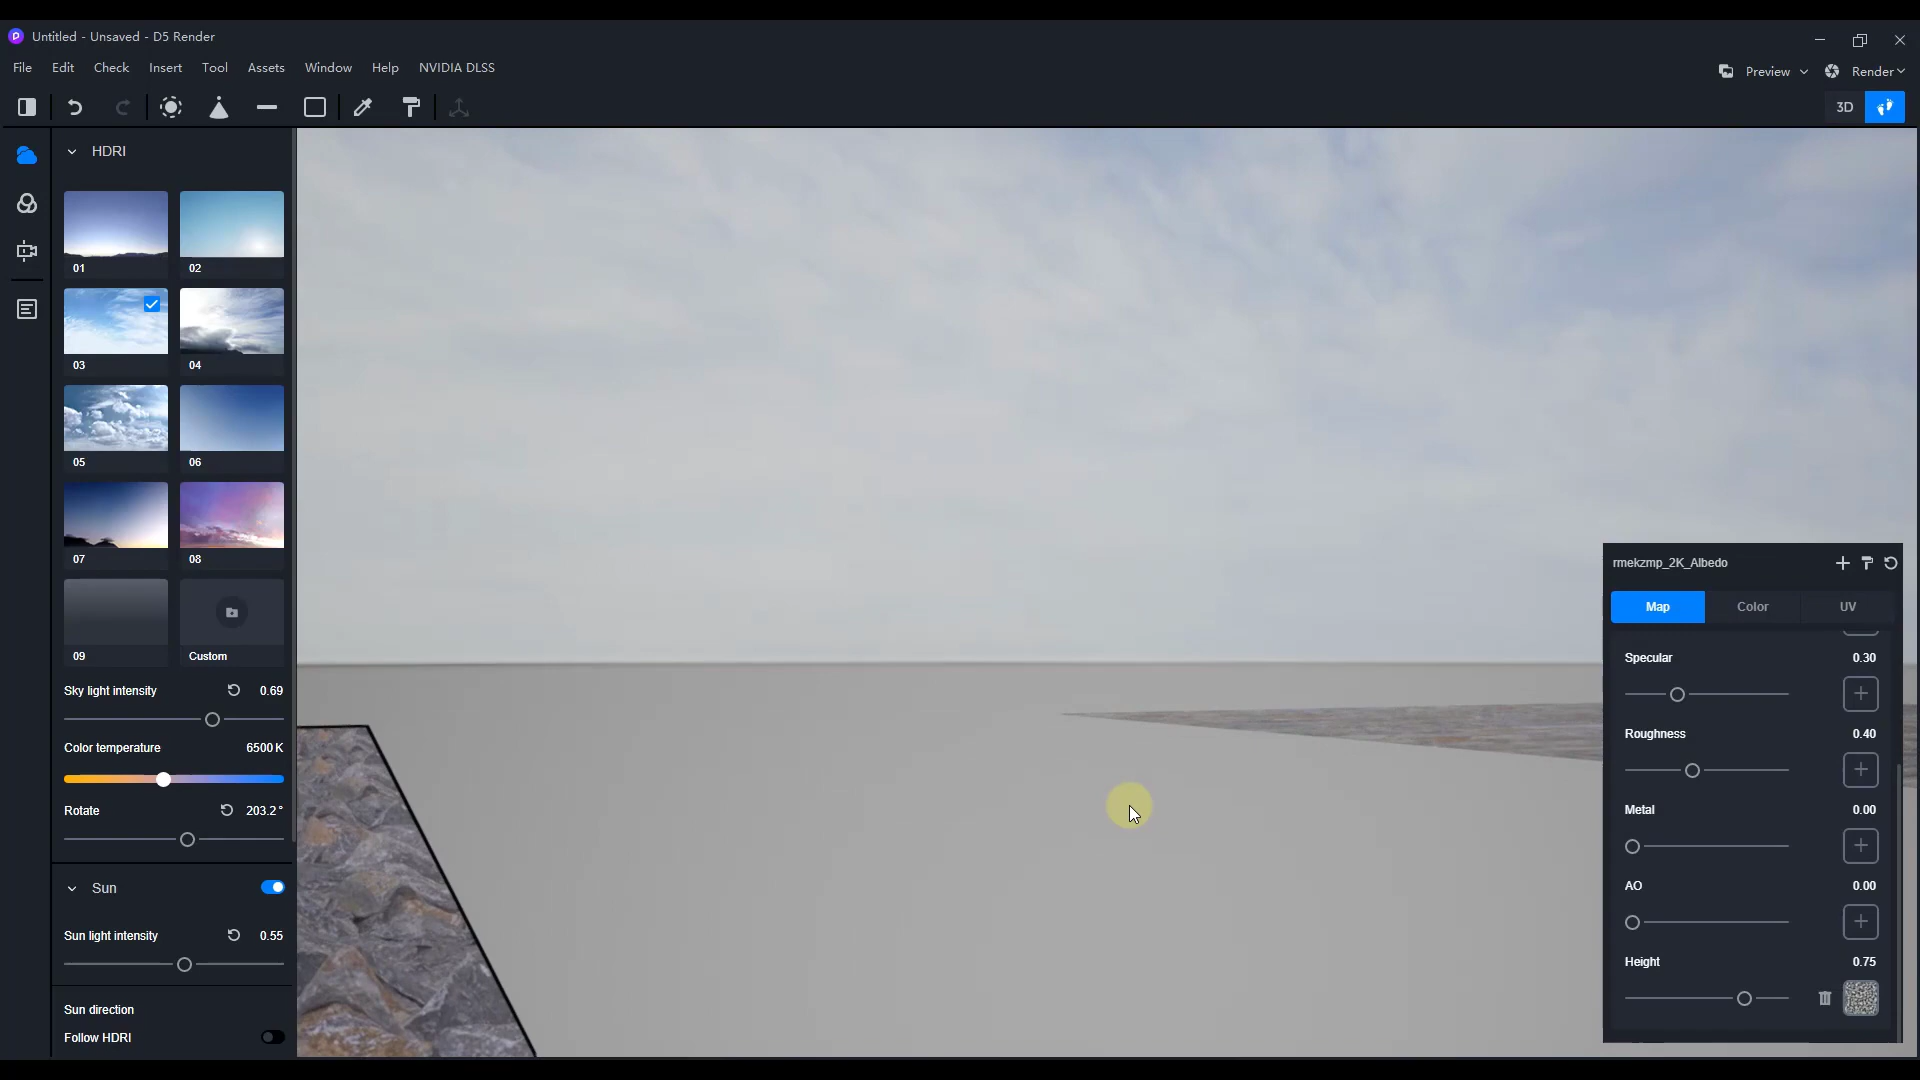 Untitled - Unsaved - D5 Render
File Edit Check Insert Tool Assets Window Help NVIDIA DLSS
Preview Render
3D
HDRI
01 02
03 04
05 06
07 08
09 Custom
Sky light intensity 0.69
Color temperature 6500 K
Rotate 203.2°
Sun
Sun light intensity 0.55
Sun direction
Follow HDRI
rmekzmp_2K_Albedo
Map Color UV
Specular 0.30
Roughness 0.40
Metal 0.00
AO 0.00
Height 0.75